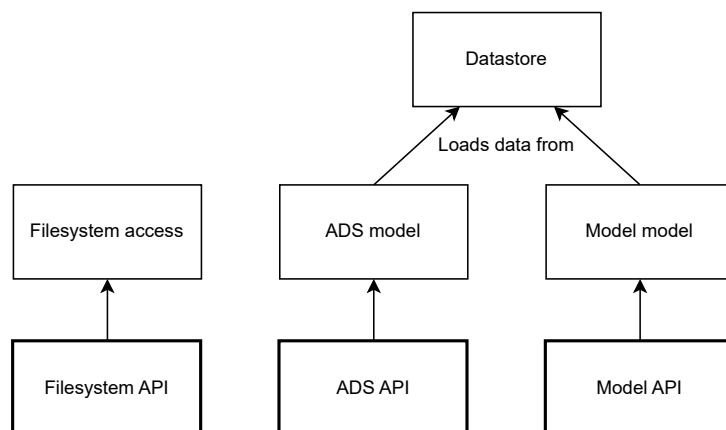 Datastore
Loads data from
Filesystem access
ADS model
Model model
Filesystem API
ADS API
Model API